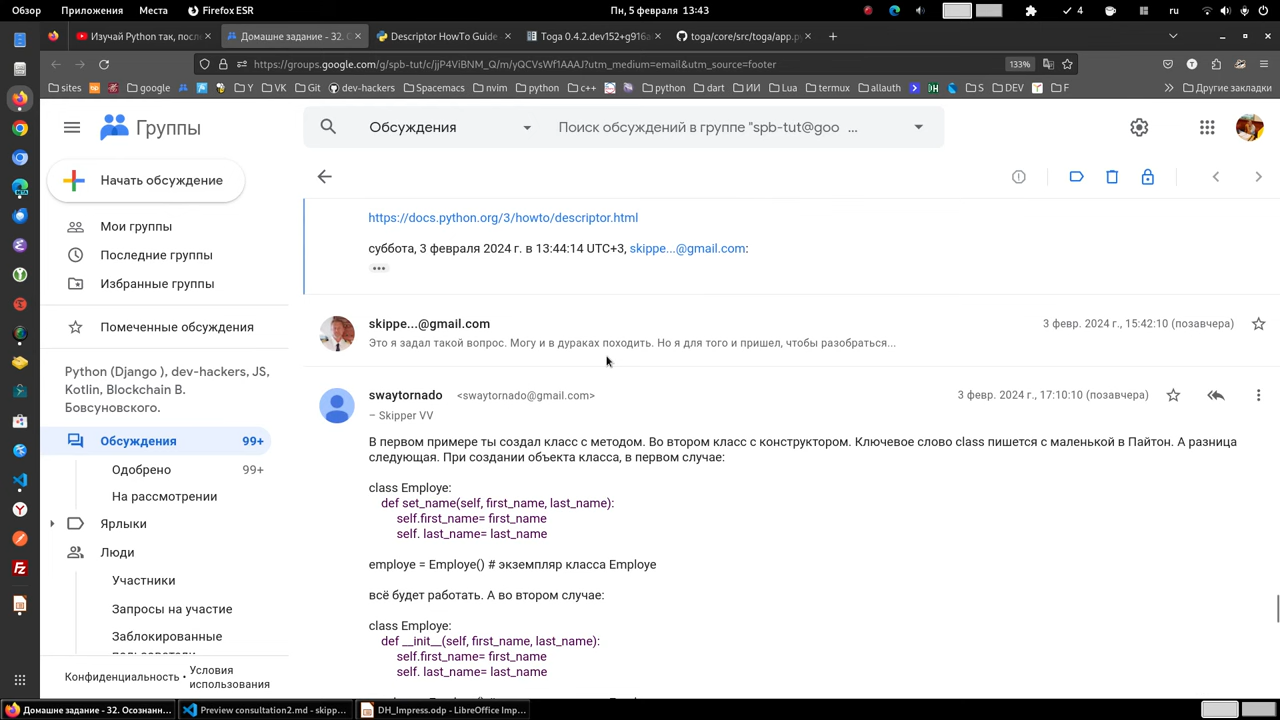 Обзор Приложения Места Firefox ESR Пн, 5 февраля 13:43 4 ru
Изучай Python так, посл Домашне задание - 32. О Descriptor HowTo Guide Toga 0.4.2.dev152+g916a toga/core/src/toga/app.p
https://groups.google.com/g/spb-tut/c/jjP4ViBNM_Q/m/yQCVsWf1AAAJ?utm_medium=email&utm_source=footer 133%
sites google Y VK Git dev-hackers Spacemacs nvim python c++ python dart ИИ Lua termux allauth S DEV F Другие закладки
Группы
Обсуждения
Поиск обсуждений в группе "spb-tut@goo ...
Начать обсуждение
Мои группы
Последние группы
Избранные группы
Помеченные обсуждения
Python (Django ), dev-hackers, JS,
Kotlin, Blockchain В.
Бовсуновского.
Обсуждения 99+
Одобрено 99+
На рассмотрении
Ярлыки
Люди
Участники
Запросы на участие
Заблокированные
пользователи
Конфиденциальность • Условия
использования
https://docs.python.org/3/howto/descriptor.html
суббота, 3 февраля 2024 г. в 13:44:14 UTC+3, skippe...@gmail.com:
skippe...@gmail.com 3 февр. 2024 г., 15:42:10 (позавчера)
Это я задал такой вопрос. Могу и в дураках походить. Но я для того и пришел, чтобы разобраться...
swaytornado <swaytornado@gmail.com> 3 февр. 2024 г., 17:10:10 (позавчера)
– Skipper VV
В первом примере ты создал класс с методом. Во втором класс с конструктором. Ключевое слово class пишется с маленькой в Пайтон. А разница
следующая. При создании объекта класса, в первом случае:
class Employe:
def set_name(self, first_name, last_name):
self.first_name= first_name
self. last_name= last_name
employe = Employe() # экземпляр класса Employe
всё будет работать. А во втором случае:
class Employe:
def __init__(self, first_name, last_name):
self.first_name= first_name
self. last_name= last_name
Домашне задание - 32. Осознанн... Preview consultation2.md - skipp... DH_Impress.odp - LibreOffice Imp...